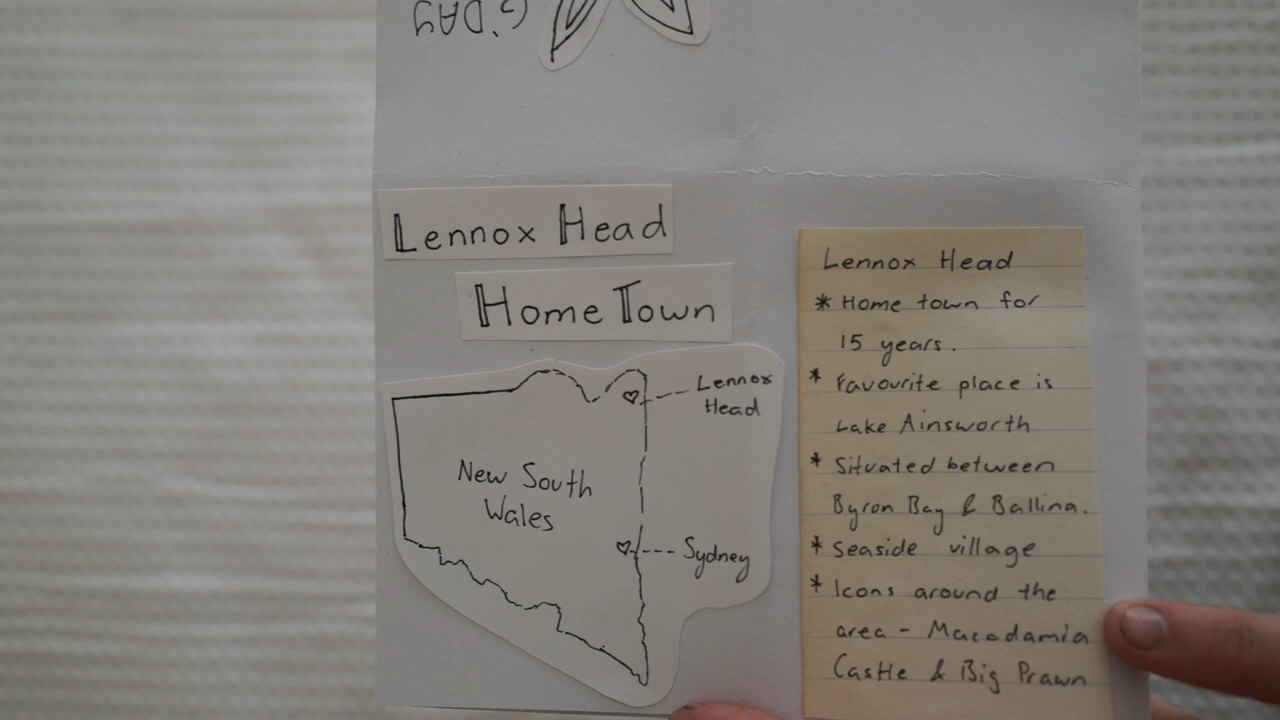 G'DAY
Lennox Head
Home Town
New South
Wales
Lennox
Head
Sydney
Lennox Head
* Home town for
15 years.
* Favourite place is
Lake Ainsworth
* Situated between
Byron Bay & Ballina.
* Seaside village
* Icons around the
area - Macadamia
Castle & Big Prawn